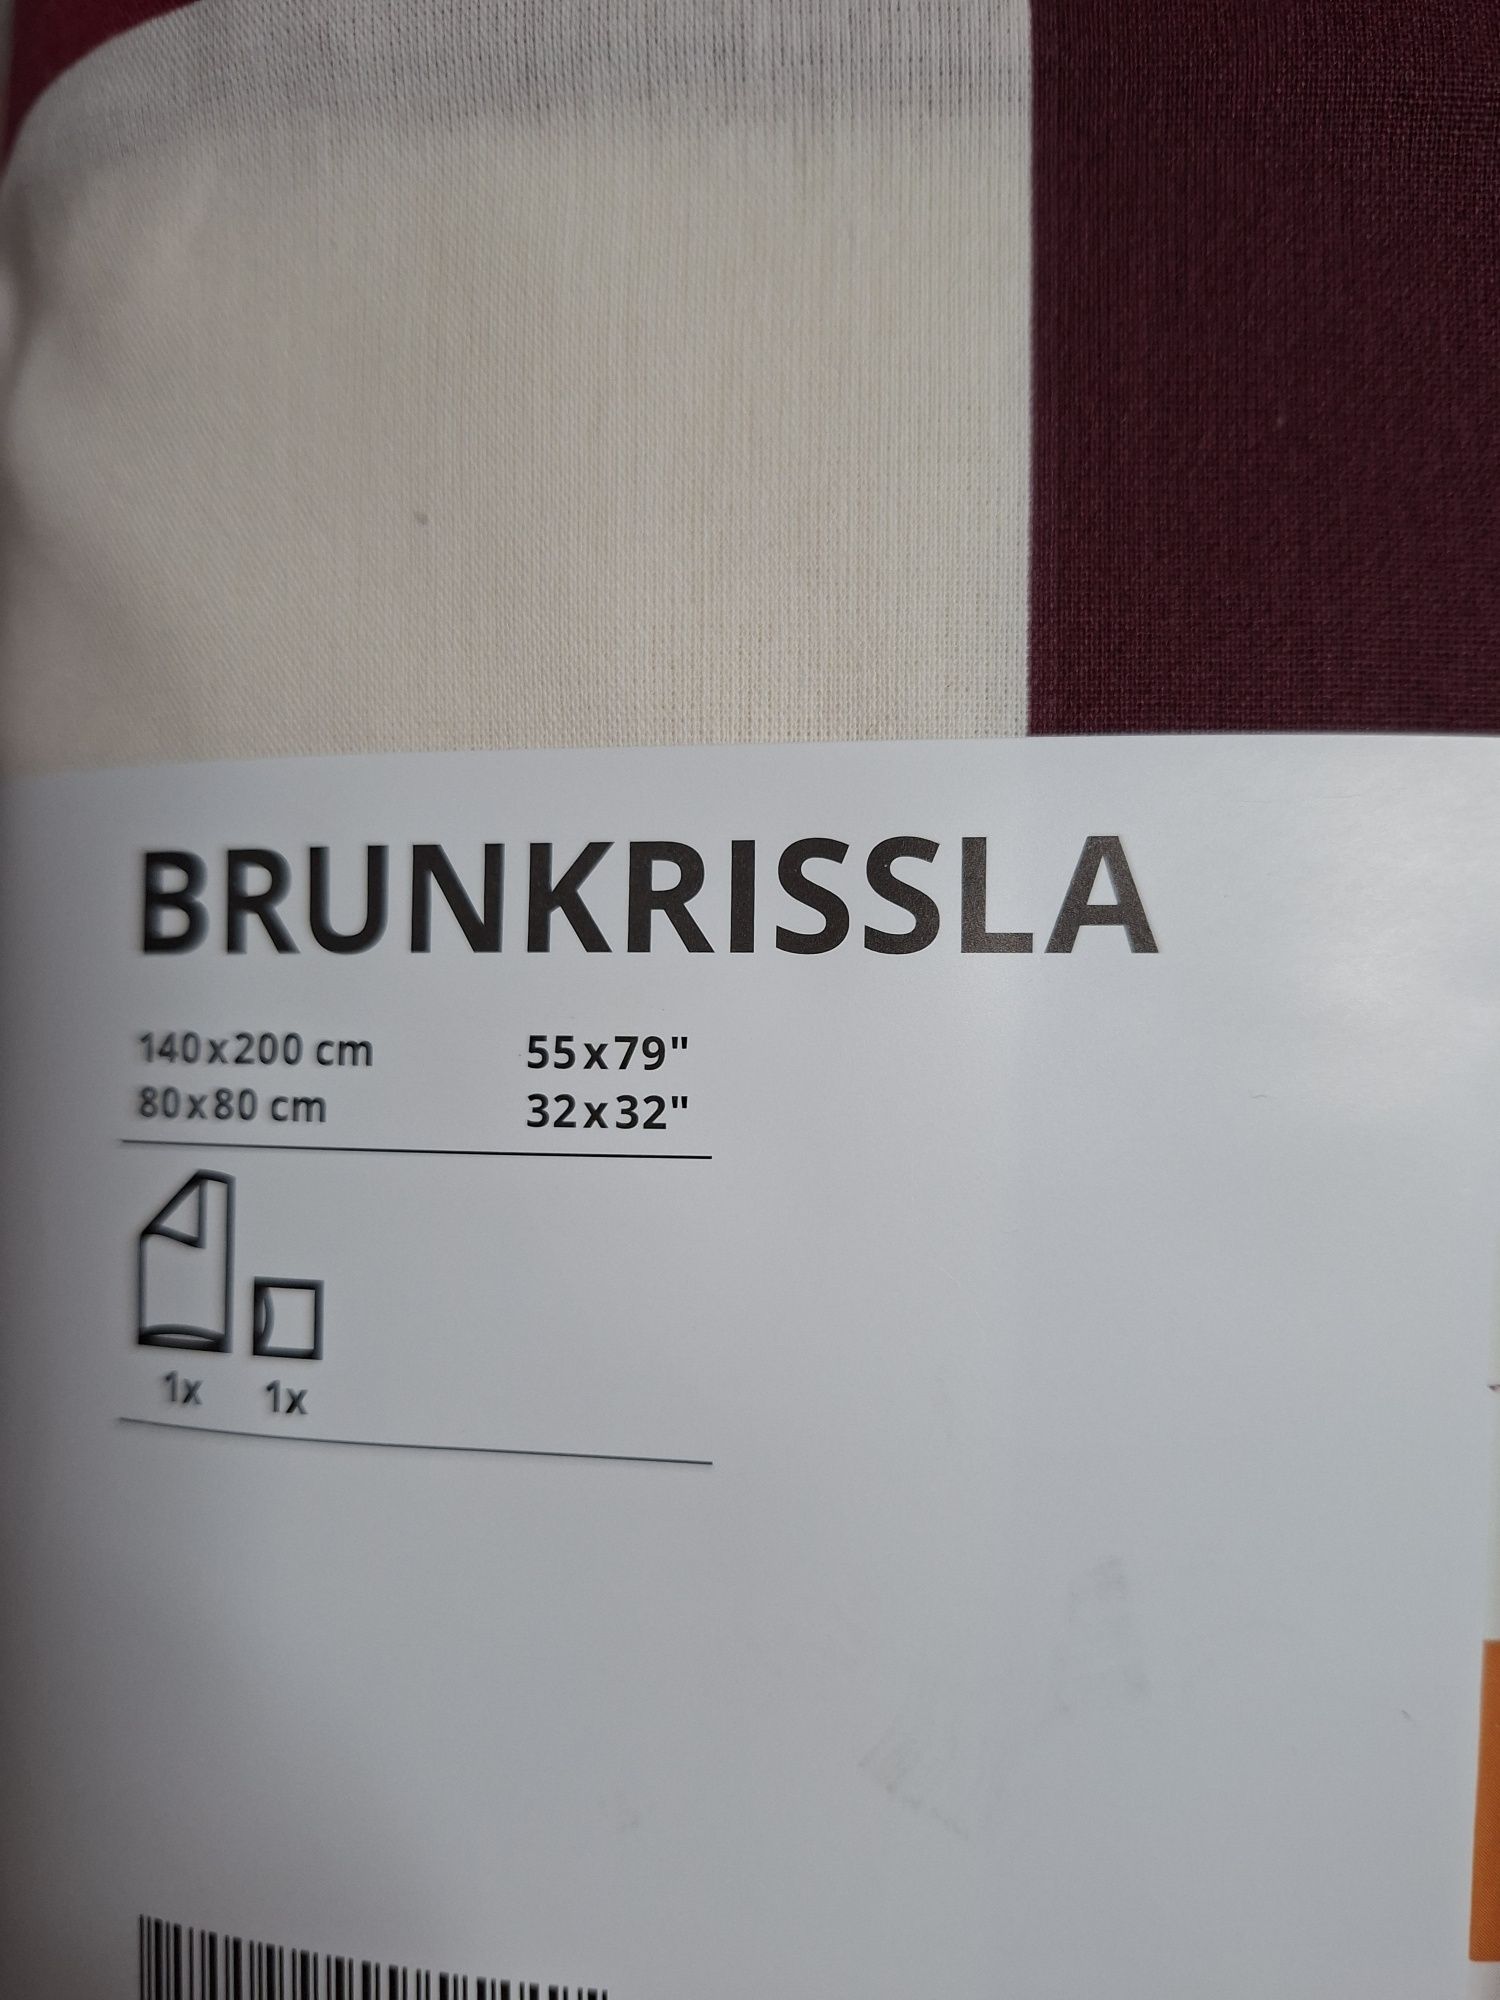 BRUNKRISSLA
140x200 cm 55x79"
80x80 cm 32x32"
1x 1x